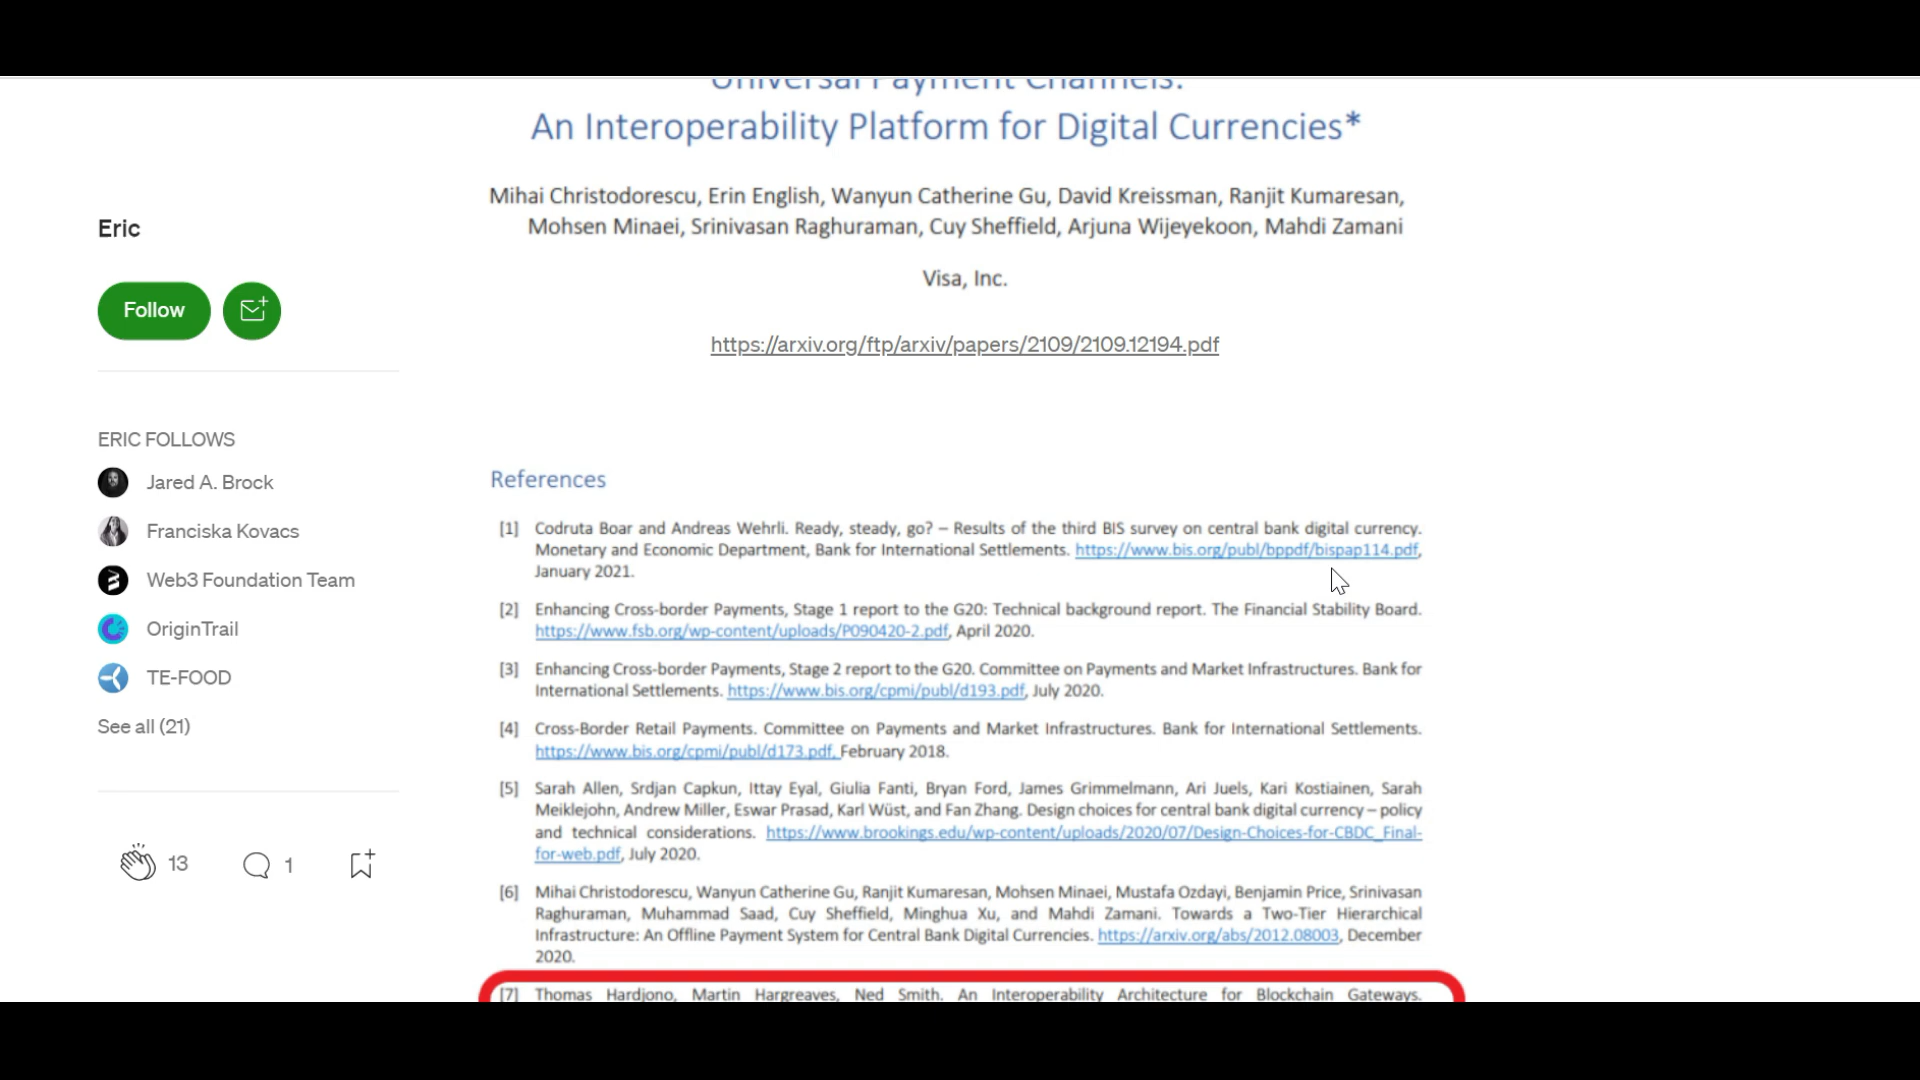 Universal Payment Channels:
An Interoperability Platform for Digital Currencies*
Mihai Christodorescu, Erin English, Wanyun Catherine Gu, David Kreissman, Ranjit Kumaresan,
Mohsen Minaei, Srinivasan Raghuraman, Cuy Sheffield, Arjuna Wijeyekoon, Mahdi Zamani
Visa, Inc.
https://arxiv.org/ftp/arxiv/papers/2109/2109.12194.pdf
Eric
Follow
ERIC FOLLOWS
Jared A. Brock
Franciska Kovacs
Web3 Foundation Team
OriginTrail
TE-FOOD
See all (21)
13
1
References
[1] Codruta Boar and Andreas Wehrli. Ready, steady, go? – Results of the third BIS survey on central bank digital currency.
Monetary and Economic Department, Bank for International Settlements. https://www.bis.org/publ/bppdf/bispap114.pdf,
January 2021.
[2] Enhancing Cross-border Payments, Stage 1 report to the G20: Technical background report. The Financial Stability Board.
https://www.fsb.org/wp-content/uploads/P090420-2.pdf, April 2020.
[3] Enhancing Cross-border Payments, Stage 2 report to the G20. Committee on Payments and Market Infrastructures. Bank for
International Settlements. https://www.bis.org/cpmi/publ/d193.pdf, July 2020.
[4] Cross-Border Retail Payments. Committee on Payments and Market Infrastructures. Bank for International Settlements.
https://www.bis.org/cpmi/publ/d173.pdf, February 2018.
[5] Sarah Allen, Srdjan Capkun, Ittay Eyal, Giulia Fanti, Bryan Ford, James Grimmelmann, Ari Juels, Kari Kostiainen, Sarah
Meiklejohn, Andrew Miller, Eswar Prasad, Karl Wüst, and Fan Zhang. Design choices for central bank digital currency – policy
and technical considerations. https://www.brookings.edu/wp-content/uploads/2020/07/Design-Choices-for-CBDC_Final-
for-web.pdf, July 2020.
[6] Mihai Christodorescu, Wanyun Catherine Gu, Ranjit Kumaresan, Mohsen Minaei, Mustafa Ozdayi, Benjamin Price, Srinivasan
Raghuraman, Muhammad Saad, Cuy Sheffield, Minghua Xu, and Mahdi Zamani. Towards a Two-Tier Hierarchical
Infrastructure: An Offline Payment System for Central Bank Digital Currencies. https://arxiv.org/abs/2012.08003, December
2020.
[7] Thomas Hardjono, Martin Hargreaves, Ned Smith. An Interoperability Architecture for Blockchain Gateways.